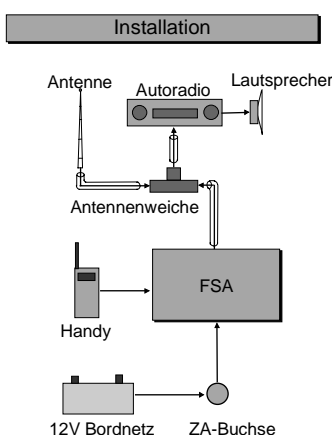 Installation
Antenne
Autoradio
Lautsprecher
Antennenweiche
FSA
Handy
12V Bordnetz
ZA-Buchse